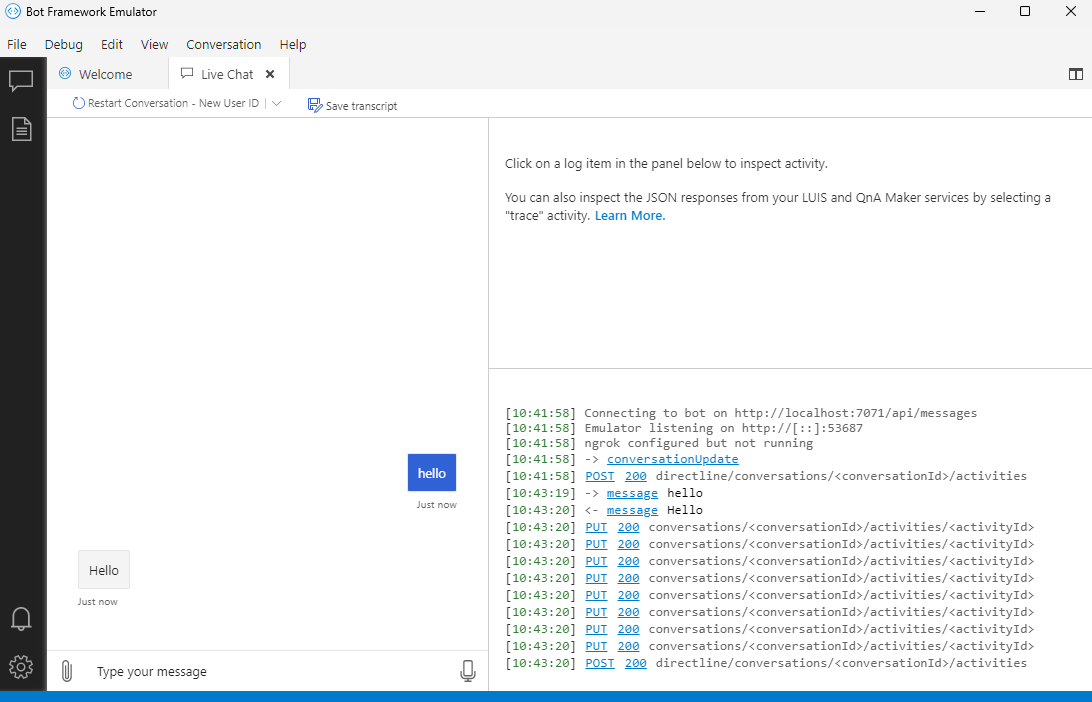 Bot Framework Emulator
File Debug Edit View Conversation Help
Welcome Live Chat
Restart Conversation - New User ID
Save transcript
hello
Just now
Hello
Just now
Type your message
Click on a log item in the panel below to inspect activity.
You can also inspect the JSON responses from your LUIS and QnA Maker services by selecting a
"trace" activity. Learn More.
[10:41:58] Connecting to bot on http://localhost:7071/api/messages
[10:41:58] Emulator listening on http://[::]:53687
[10:41:58] ngrok configured but not running
[10:41:58] -> conversationUpdate
[10:41:58] POST 200 directline/conversations/<conversationId>/activities
[10:43:19] -> message hello
[10:43:20] <- message Hello
[10:43:20] PUT 200 conversations/<conversationId>/activities/<activityId>
[10:43:20] PUT 200 conversations/<conversationId>/activities/<activityId>
[10:43:20] PUT 200 conversations/<conversationId>/activities/<activityId>
[10:43:20] PUT 200 conversations/<conversationId>/activities/<activityId>
[10:43:20] PUT 200 conversations/<conversationId>/activities/<activityId>
[10:43:20] PUT 200 conversations/<conversationId>/activities/<activityId>
[10:43:20] PUT 200 conversations/<conversationId>/activities/<activityId>
[10:43:20] PUT 200 conversations/<conversationId>/activities/<activityId>
[10:43:20] POST 200 directline/conversations/<conversationId>/activities